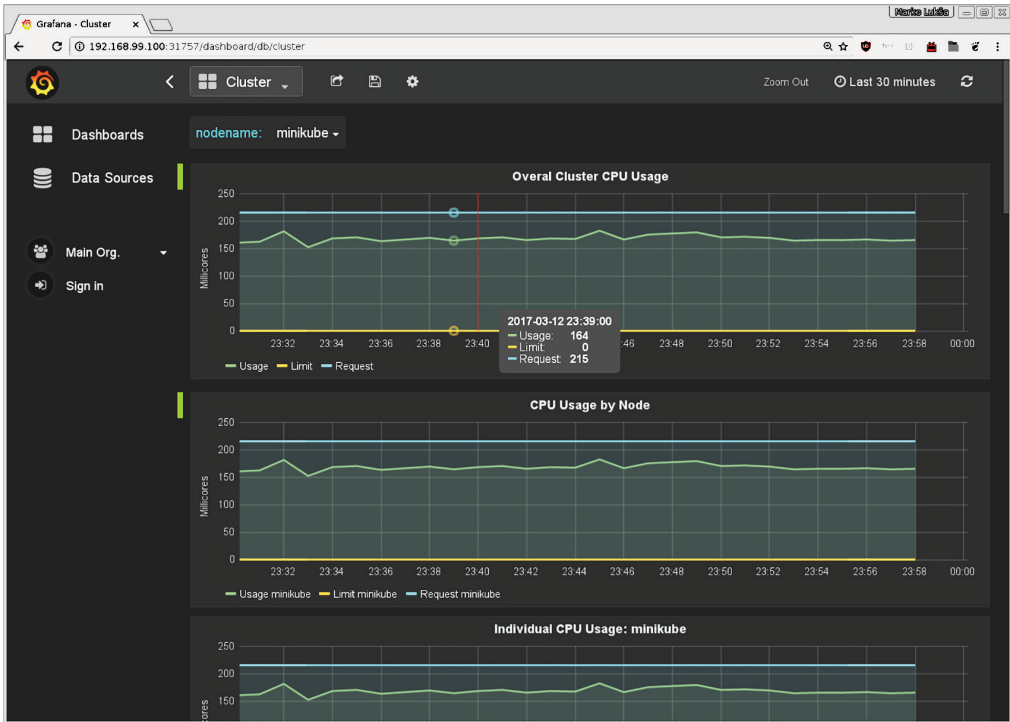 Marko Lukša
Grafana - Cluster
192.168.99.100:31757/dashboard/db/cluster
Cluster
Zoom Out
Last 30 minutes
Dashboards
Data Sources
Main Org.
Sign in
nodename: minikube
Overal Cluster CPU Usage
250
200
150
100
50
0
Millicores
23:32 23:34 23:36 23:38 23:40 :46 23:48 23:50 23:52 23:54 23:56 23:58 00:00
2017-03-12 23:39:00
Usage: 164
Limit: 0
Request: 215
Usage Limit Request
CPU Usage by Node
250
200
150
100
50
0
Millicores
23:32 23:34 23:36 23:38 23:40 23:42 23:44 23:46 23:48 23:50 23:52 23:54 23:56 23:58 00:00
Usage minikube Limit minikube Request minikube
Individual CPU Usage: minikube
250
200
150
ores